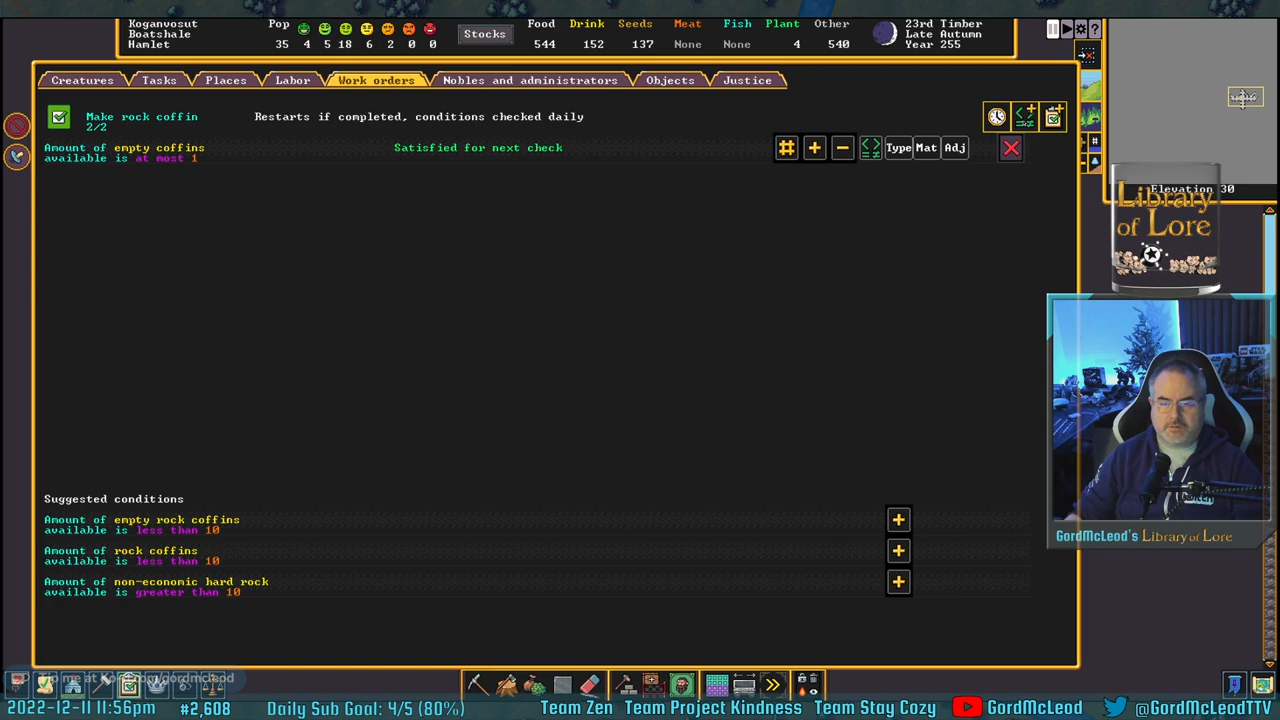 Koganvosut
Boatshale
Hamlet
Pop
35 4 5 18 6 2 0 0
Stocks
Food Drink Seeds Meat Fish Plant Other
544 152 137 None None 4 540
23rd Timber
Late Autumn
Year 255
Creatures Tasks Places Labor Work orders Nobles and administrators Objects Justice
Make rock coffin Restarts if completed, conditions checked daily
2/2
Amount of empty coffins Satisfied for next check
available is at most 1
Type Mat Adj
Elevation 30
Library
of Lore
Suggested conditions
Amount of empty rock coffins
available is less than 10
Amount of rock coffins
available is less than 10
Amount of non-economic hard rock
available is greater than 10
GordMcLeod's Library of Lore
2022-12-11 11:56pm #2,608 Daily Sub Goal: 4/5 (80%) Team Zen Team Project Kindness Team Stay Cozy GordMcLeod @GordMcLeodTTV